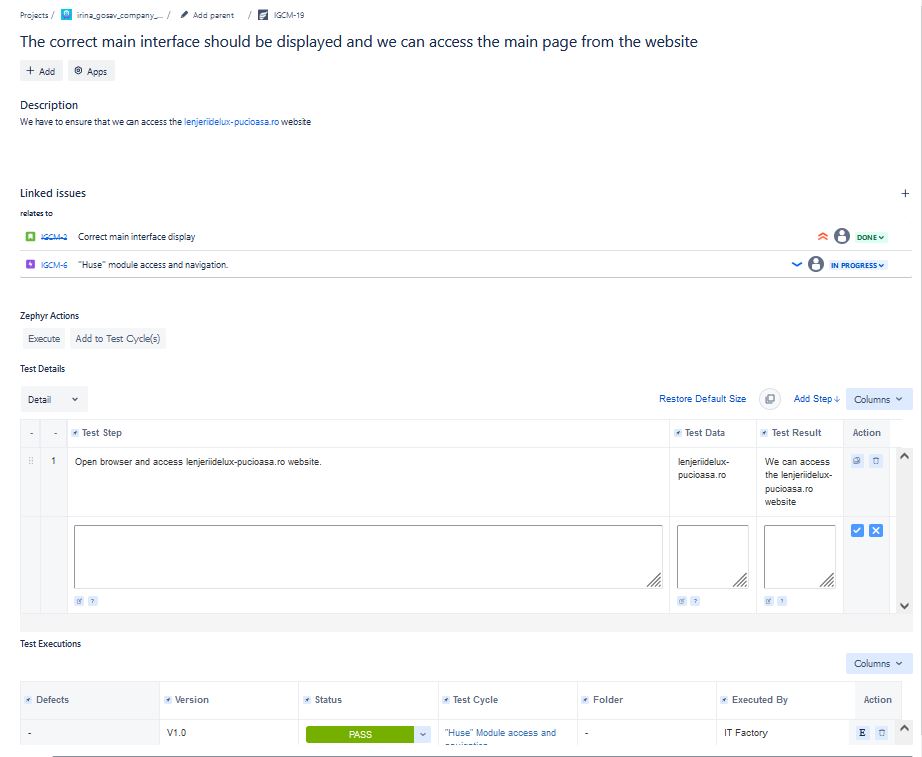 Projects / irina_gosav_company_... / Add parent / IGCM-19
The correct main interface should be displayed and we can access the main page from the website
+ Add Apps
Description
We have to ensure that we can access the lenjeriidelux-pucioasa.ro website
Linked issues
relates to
IGCM-2 Correct main interface display DONE
IGCM-6 "Huse" module access and navigation. IN PROGRESS
Zephyr Actions
Execute Add to Test Cycle(s)
Test Details
Detail Restore Default Size Add Step Columns
- - Test Step Test Data Test Result Action
1 Open browser and access lenjeriidelux-pucioasa.ro website. lenjeriidelux- We can access
pucioasa.ro the lenjeriidelux-
pucioasa.ro
website
Test Executions
Columns
Defects Version Status Test Cycle Folder Executed By Action
- V1.0 PASS "Huse" Module access and - IT Factory E
navigation